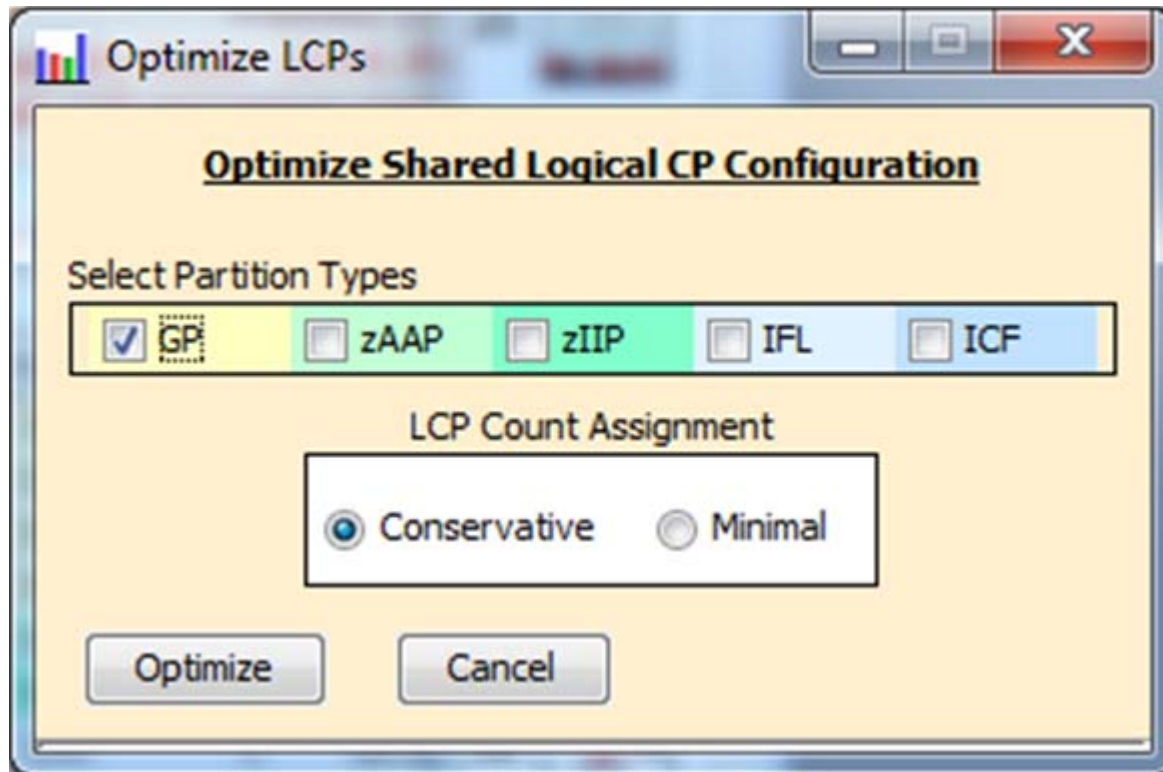 Optimize LCPs
Optimize Shared Logical CP Configuration
Select Partition Types
GP zAAP zIIP IFL ICF
LCP Count Assignment
Conservative Minimal
Optimize Cancel